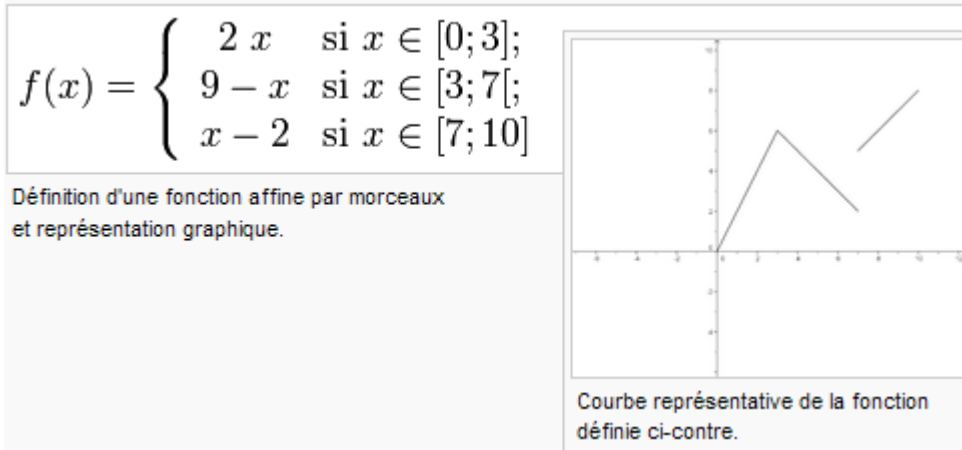 f(x) = { 2 x si x ∈ [0; 3];
9 − x si x ∈ [3; 7[;
x − 2 si x ∈ [7; 10]
Définition d'une fonction affine par morceaux
et représentation graphique.
Courbe représentative de la fonction
définie ci-contre.